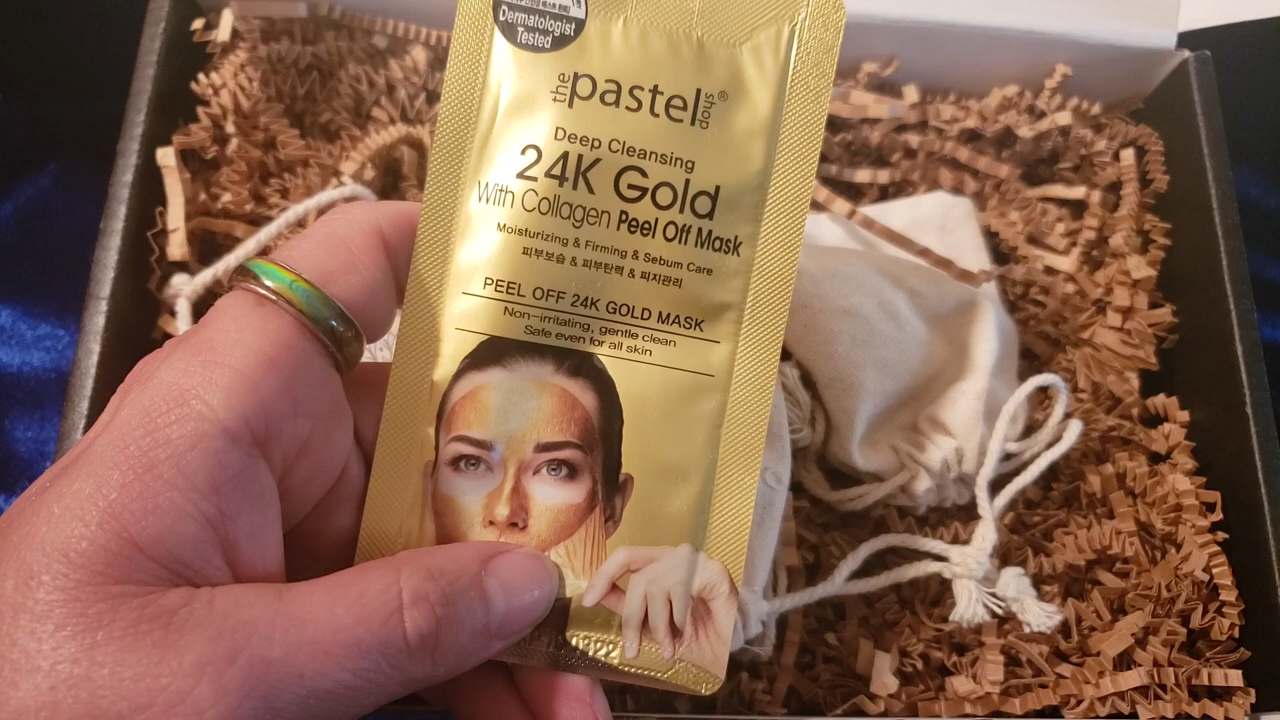 Dermatologist
Tested
the pastel shop®
Deep Cleansing
24K Gold
With Collagen Peel Off Mask
Moisturizing & Firming & Sebum Care
피부보습 & 피부탄력 & 피지관리
PEEL OFF 24K GOLD MASK
Non-irritating, gentle clean
Safe even for all skin